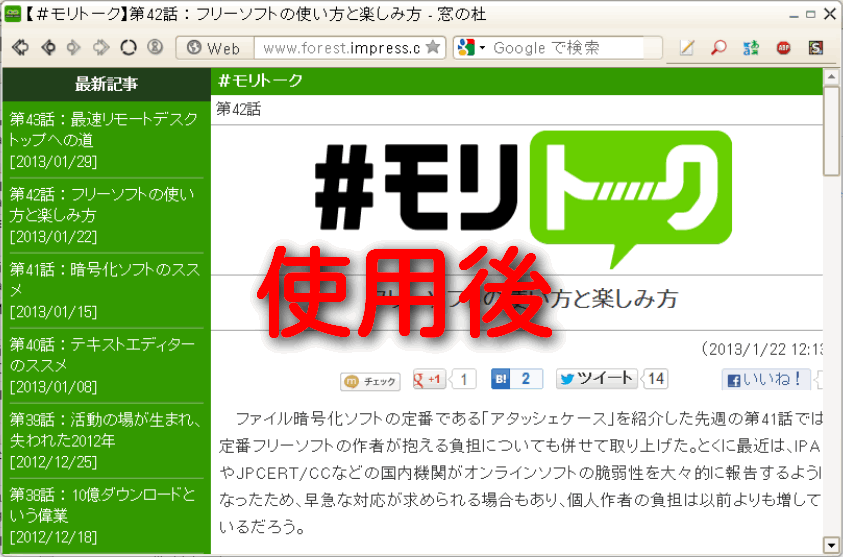 【#モリトーク】第42話：フリーソフトの使い方と楽しみ方 - 窓の杜
Web
www.forest.impress.c
Google で検索
ABP
最新記事
第43話：最速リモートデスク
トップへの道
[2013/01/29]
第42話：フリーソフトの使い
方と楽しみ方
[2013/01/22]
第41話：暗号化ソフトのスス
メ
[2013/01/15]
第40話：テキストエディター
のススメ
[2013/01/08]
第39話：活動の場が生まれ、
失われた2012年
[2012/12/25]
第38話：10億ダウンロードと
いう偉業
[2012/12/18]
#モリトーク
第42話
#モリトーク
使用後
の使い方と楽しみ方
（2013/1/22 12:13
m チェック
g +1
1
B!
2
ツイート
14
いいね！
ファイル暗号化ソフトの定番である「アタッシェケース」を紹介した先週の第41話では
定番フリーソフトの作者が抱える負担についても併せて取り上げた。とくに最近は、IPA
やJPCERT/CCなどの国内機関がオンラインソフトの脆弱性を大々的に報告するように
なったため、早急な対応が求められる場合もあり、個人作者の負担は以前よりも増して
いるだろう。